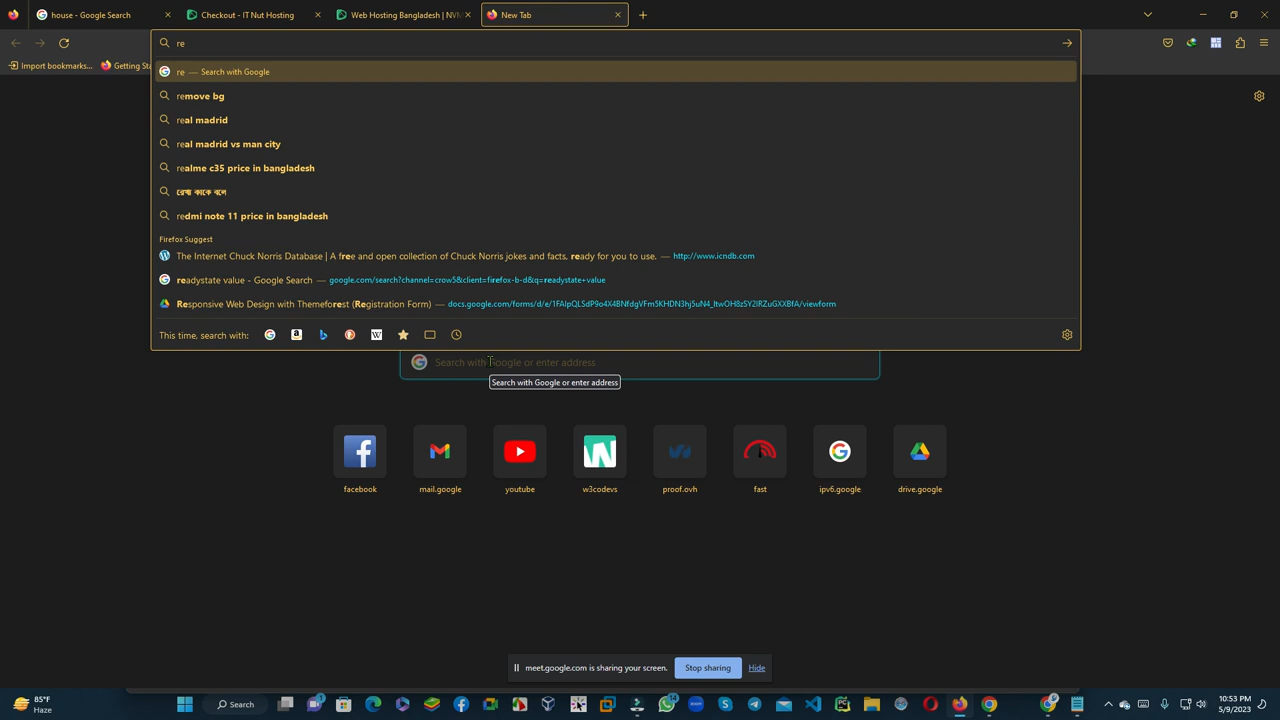 house - Google Search
Checkout - IT Nut Hosting
Web Hosting Bangladesh | NVM
New Tab
re
Import bookmarks...
Getting Sta
re — Search with Google
remove bg
real madrid
real madrid vs man city
realme c35 price in bangladesh
রেখা কাকে বলে
redmi note 11 price in bangladesh
Firefox Suggest
The Internet Chuck Norris Database | A free and open collection of Chuck Norris jokes and facts, ready for you to use. — http://www.icndb.com
readystate value - Google Search — google.com/search?channel=crow5&client=firefox-b-d&q=readystate+value
Responsive Web Design with Themeforest (Registration Form) — docs.google.com/forms/d/e/1FAIpQLSdP9o4X4BNfdgVFm5KHDN3hj5uN4_ltwOH8zSY2IRZuGXXBfA/viewform
This time, search with:
Search with Google or enter address
Search with Google or enter address
facebook
mail.google
youtube
w3codevs
proof.ovh
fast
ipv6.google
drive.google
meet.google.com is sharing your screen.
Stop sharing
Hide
85°F
Haze
Search
10:53 PM
5/9/2023